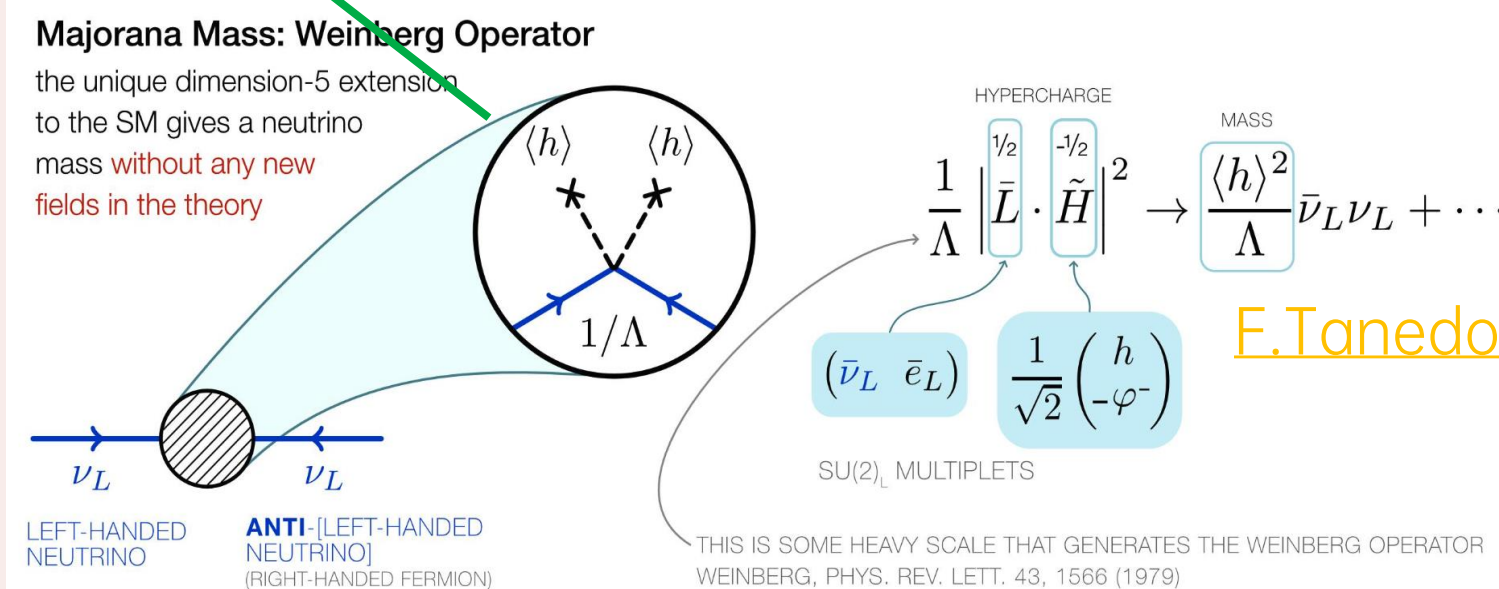 Majorana Mass: Weinberg Operator
the unique dimension-5 extension
to the SM gives a neutrino
mass without any new
fields in the theory
⟨h⟩ ⟨h⟩
1/Λ
ν_L ν_L
LEFT-HANDED
NEUTRINO
ANTI-[LEFT-HANDED
NEUTRINO]
(RIGHT-HANDED FERMION)
HYPERCHARGE
1/2 -1/2
MASS
1/Λ |L̄ · H̃|² → ⟨h⟩²/Λ ν̄_L ν_L + ···
(ν̄_L ē_L)
1/√2 (h -φ⁻)
SU(2)_L MULTIPLETS
F.Tanedo
THIS IS SOME HEAVY SCALE THAT GENERATES THE WEINBERG OPERATOR
WEINBERG, PHYS. REV. LETT. 43, 1566 (1979)